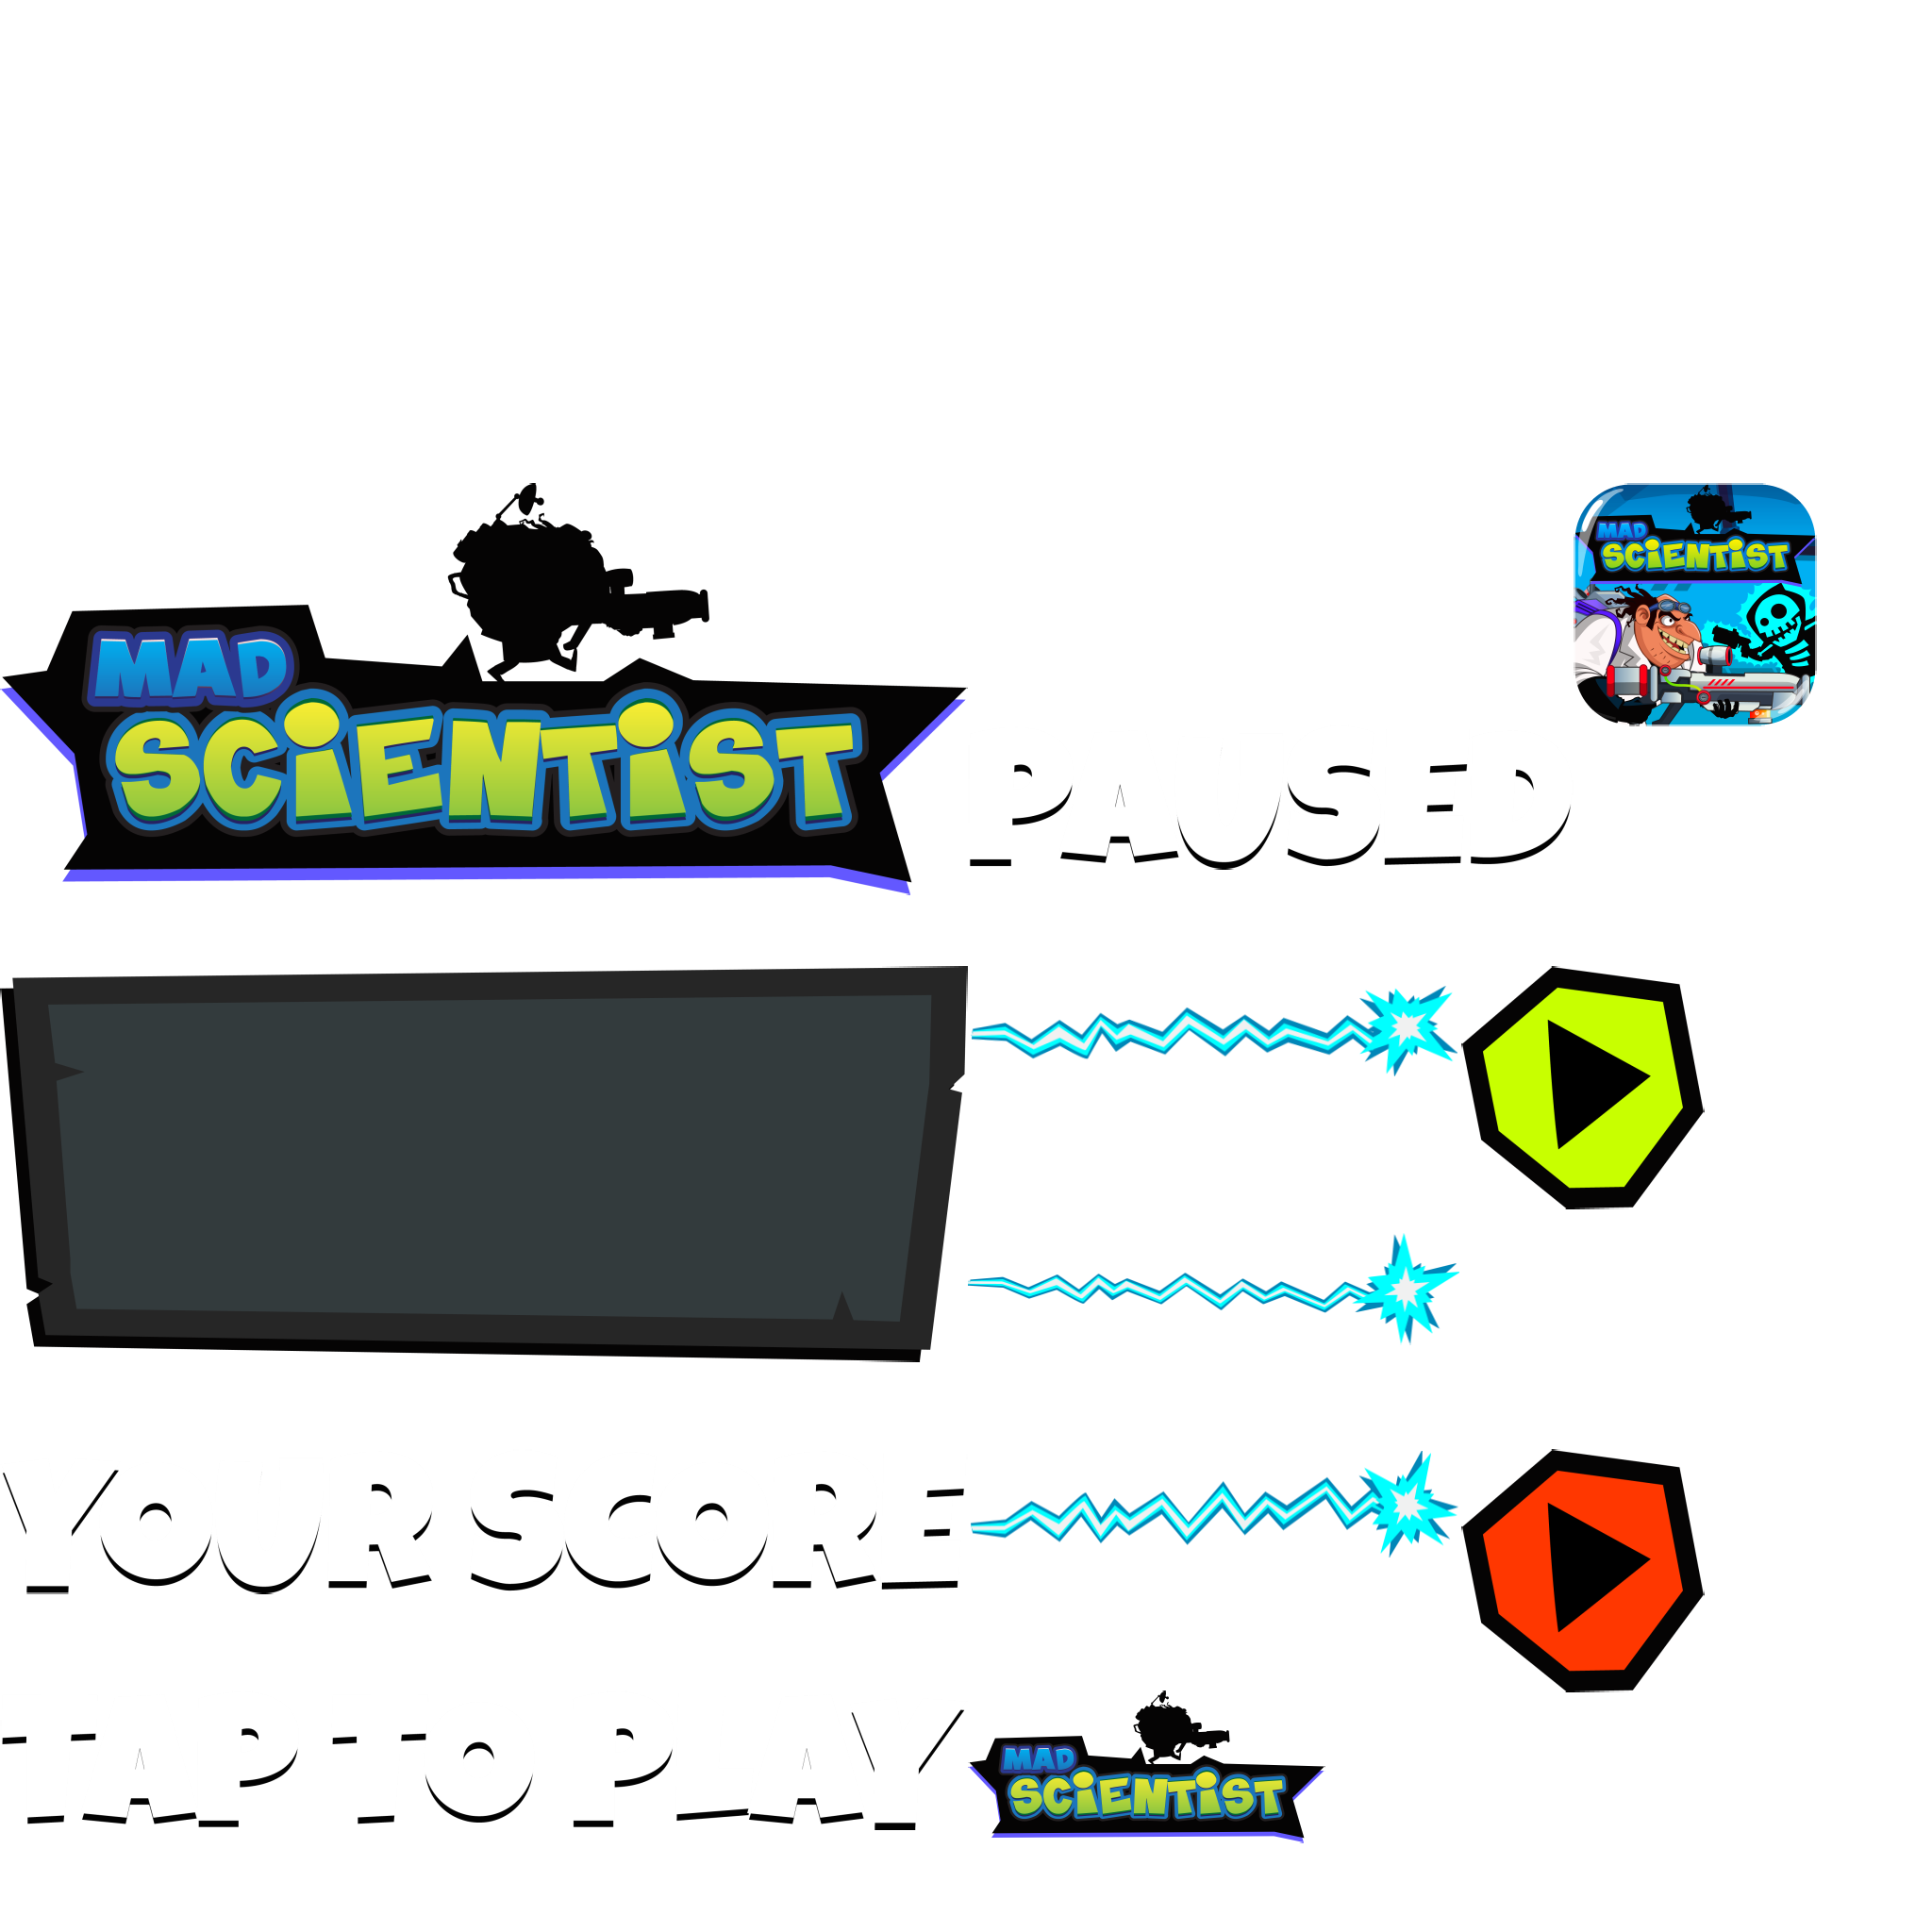 MAD
SCiENTiST
MAD
SCiENTiST
PAUSED
YOUR SCORE
TAP TO PLAY
MAD
SCiENTiST